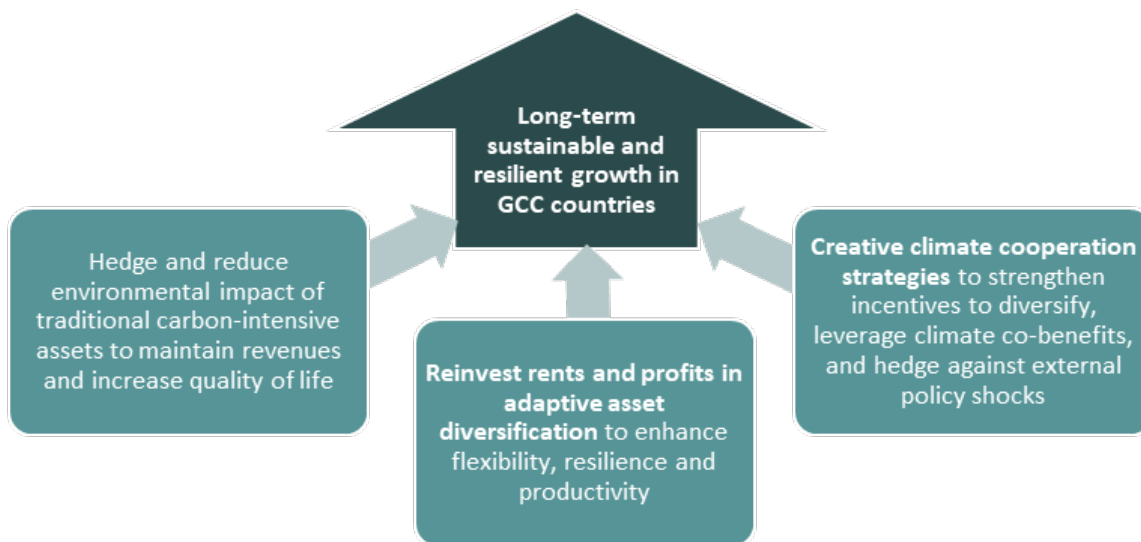 Long-term
sustainable and
resilient growth in
GCC countries
Hedge and reduce
environmental impact of
traditional carbon-intensive
assets to maintain revenues
and increase quality of life
Reinvest rents and profits in
adaptive asset
diversification to enhance
flexibility, resilience and
productivity
Creative climate cooperation
strategies to strengthen
incentives to diversify,
leverage climate co-benefits,
and hedge against external
policy shocks